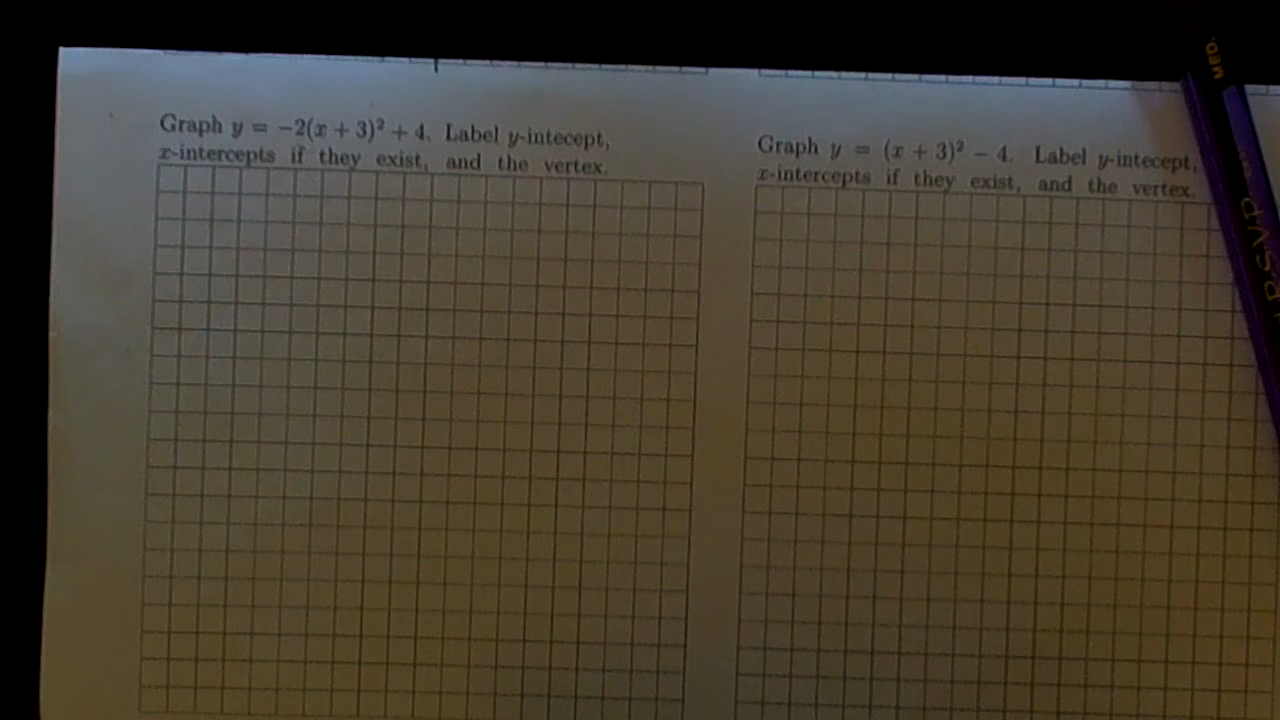 Graph y = −2(x + 3)² + 4. Label y-intecept,
x-intercepts if they exist, and the vertex.
Graph y = (x + 3)² − 4. Label y-intecept,
x-intercepts if they exist, and the vertex.
MED.
RSVP